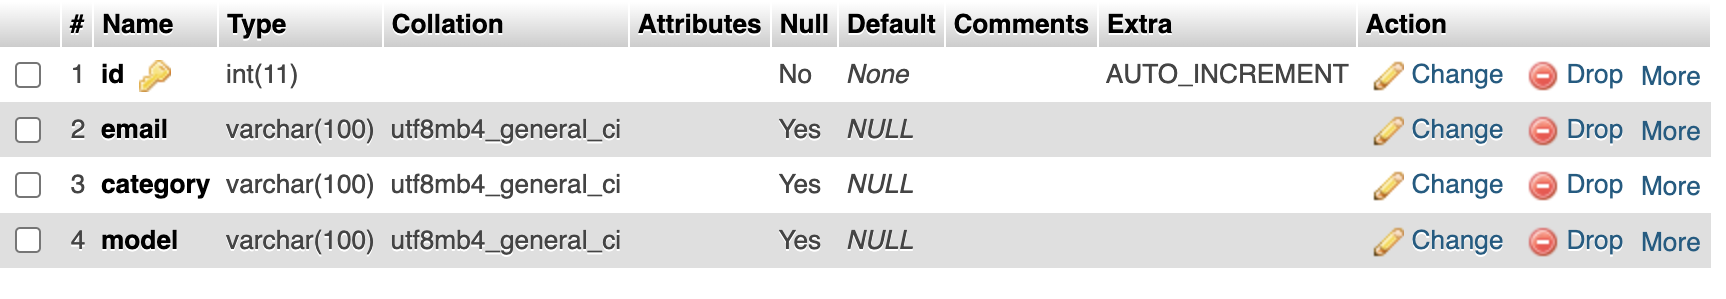 # Name Type Collation Attributes Null Default Comments Extra Action
1 id int(11) No None AUTO_INCREMENT Change Drop More
2 email varchar(100) utf8mb4_general_ci Yes NULL Change Drop More
3 category varchar(100) utf8mb4_general_ci Yes NULL Change Drop More
4 model varchar(100) utf8mb4_general_ci Yes NULL Change Drop More